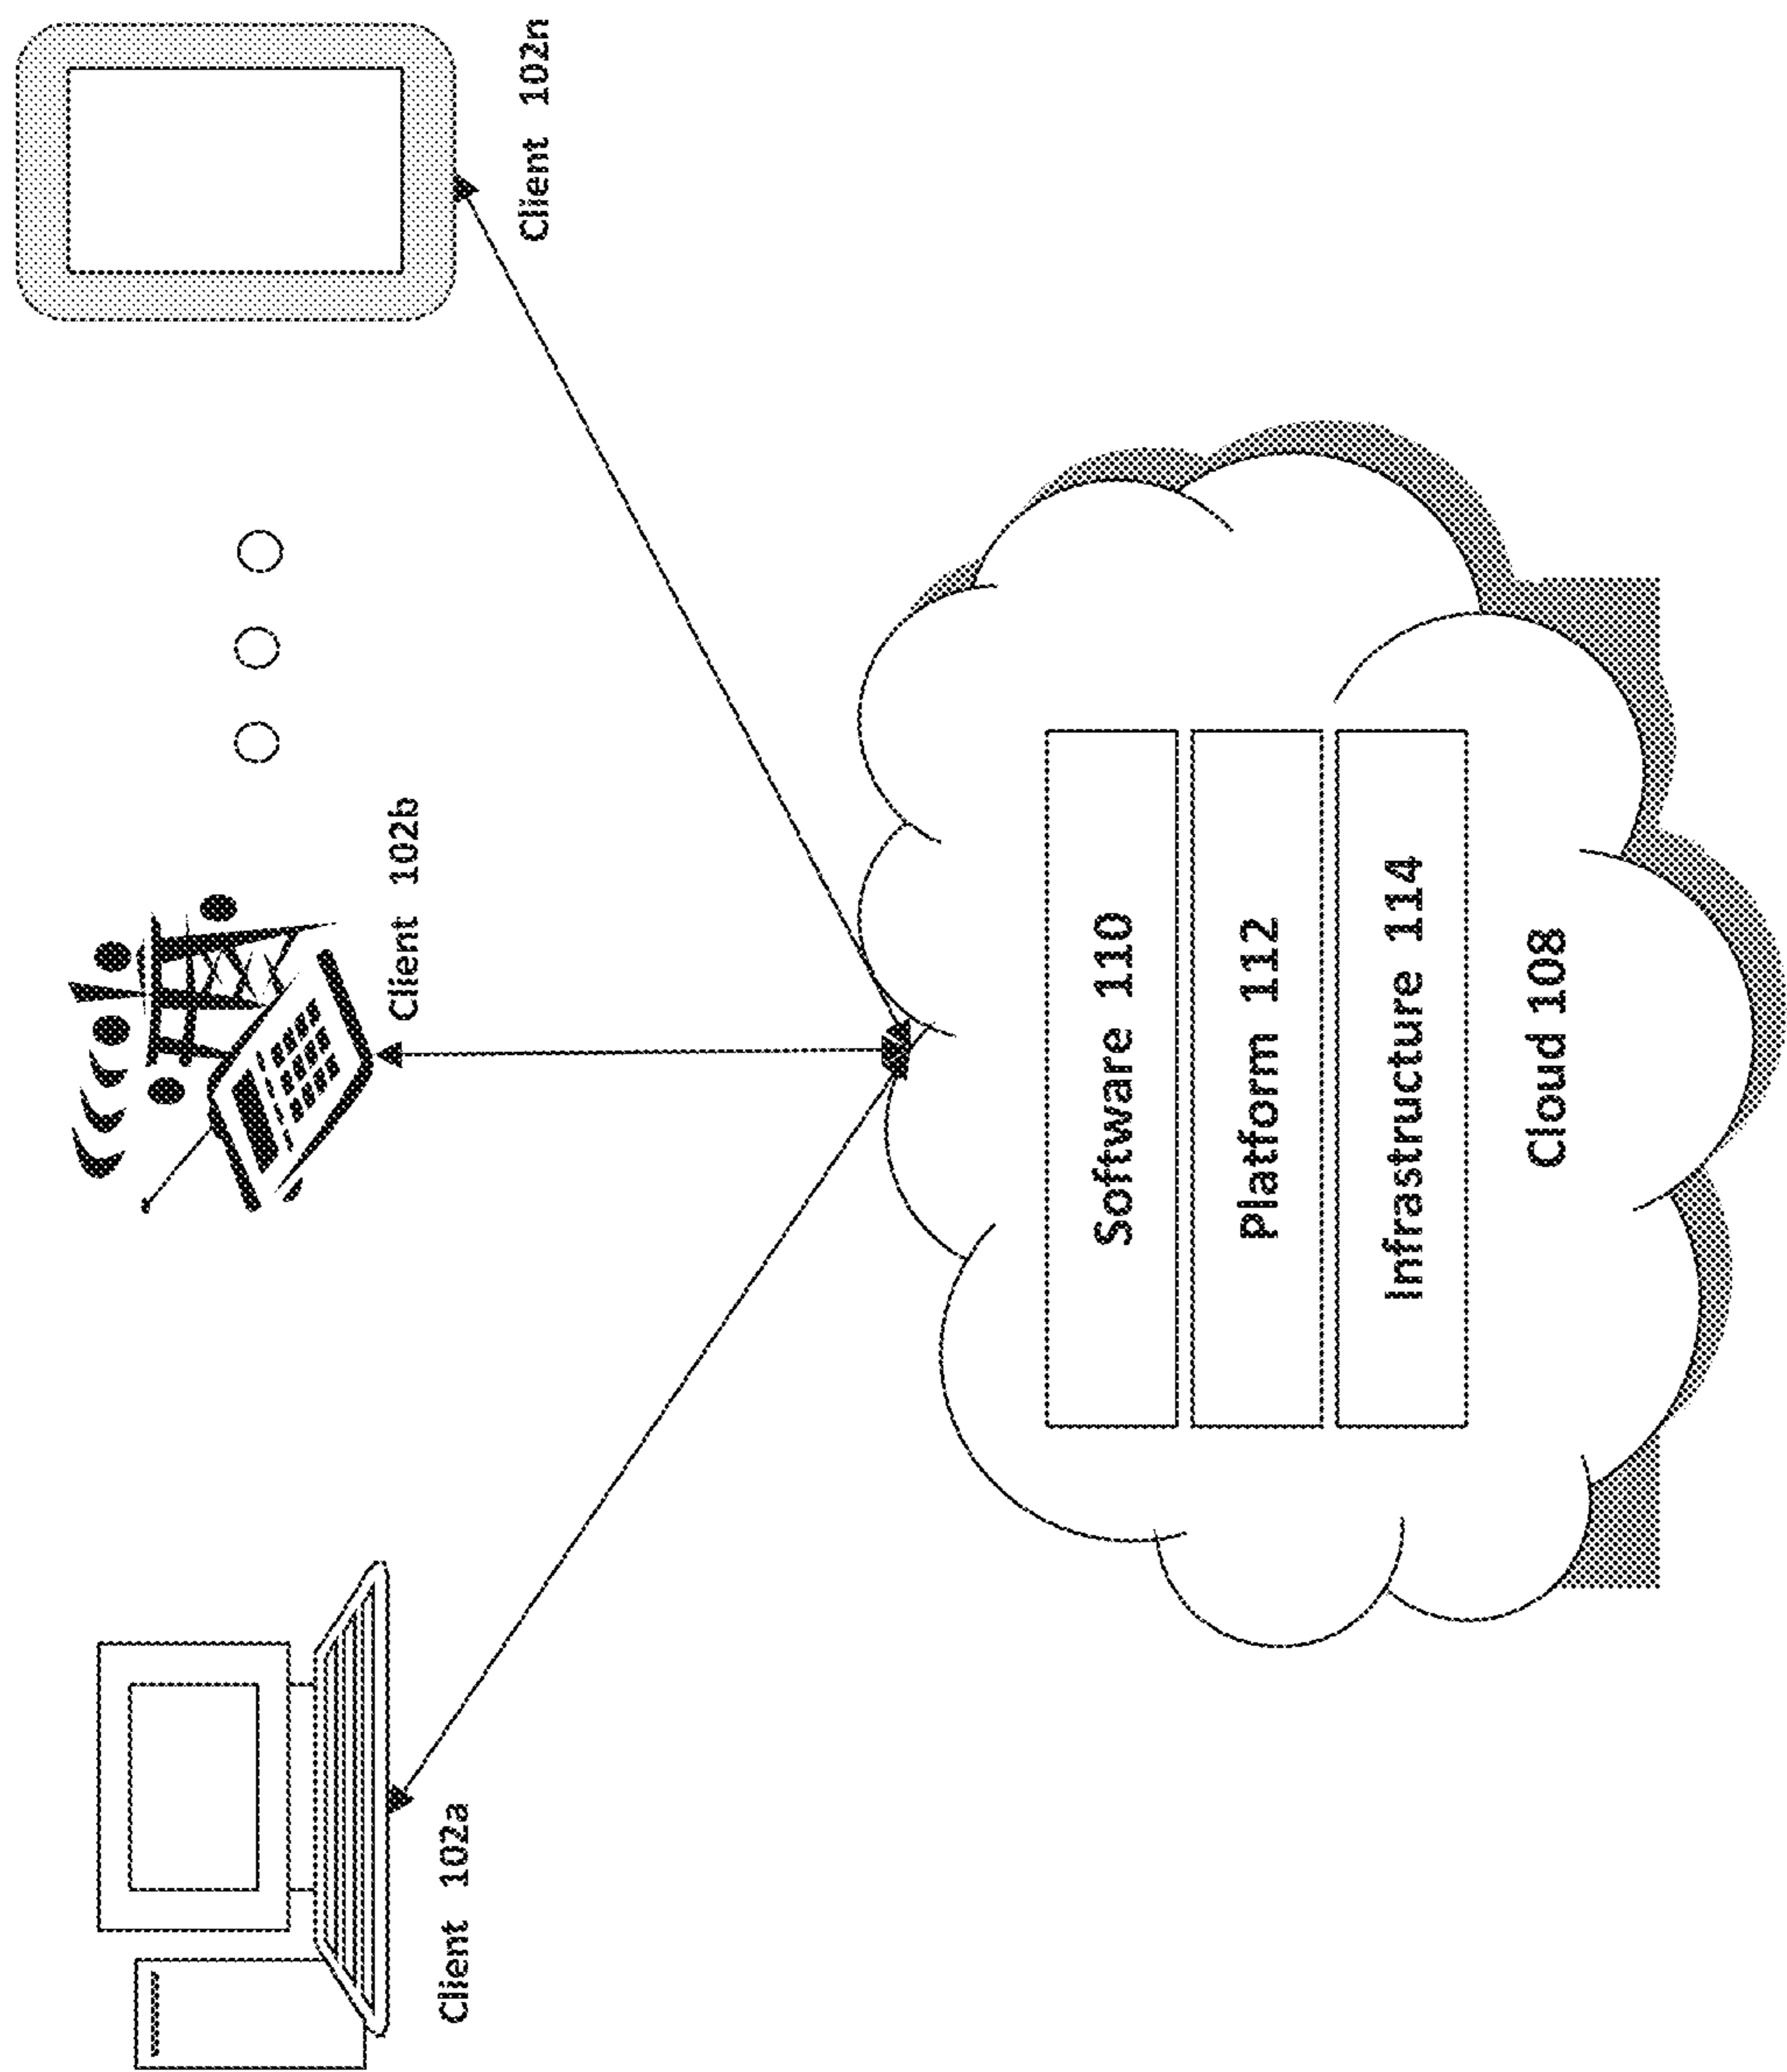 Client 102a
Client 102b
Client 102n
Software 110
Platform 112
Infrastructure 114
Cloud 108